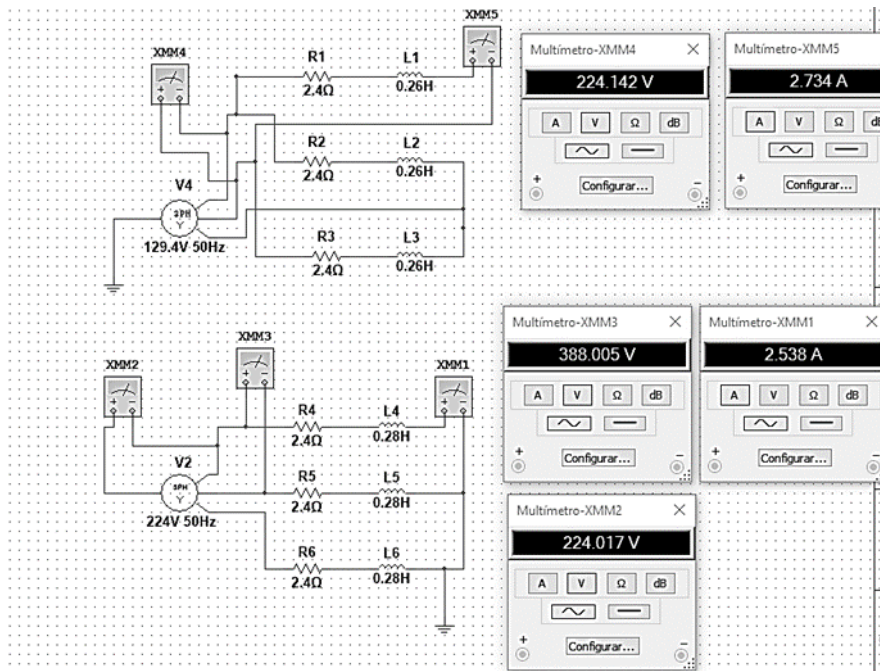 XMM5
XMM4
R1
L1
2.4Ω
0.26H
R2
L2
2.4Ω
0.26H
V4
3PH
Y
129.4V 50Hz
R3
L3
2.4Ω
0.26H
Multímetro-XMM4
224.142 V
A V Ω dB
Configurar...
+ −
Multímetro-XMM5
2.734 A
A V Ω dB
Configurar...
+ −
XMM3
XMM2
XMM1
R4
L4
2.4Ω
0.28H
V2
3PH
Y
224V 50Hz
R5
L5
2.4Ω
0.28H
R6
L6
2.4Ω
0.28H
Multímetro-XMM3
388.005 V
A V Ω dB
Configurar...
+ −
Multímetro-XMM1
2.538 A
A V Ω dB
Configurar...
+ −
Multímetro-XMM2
224.017 V
A V Ω dB
Configurar...
+ −